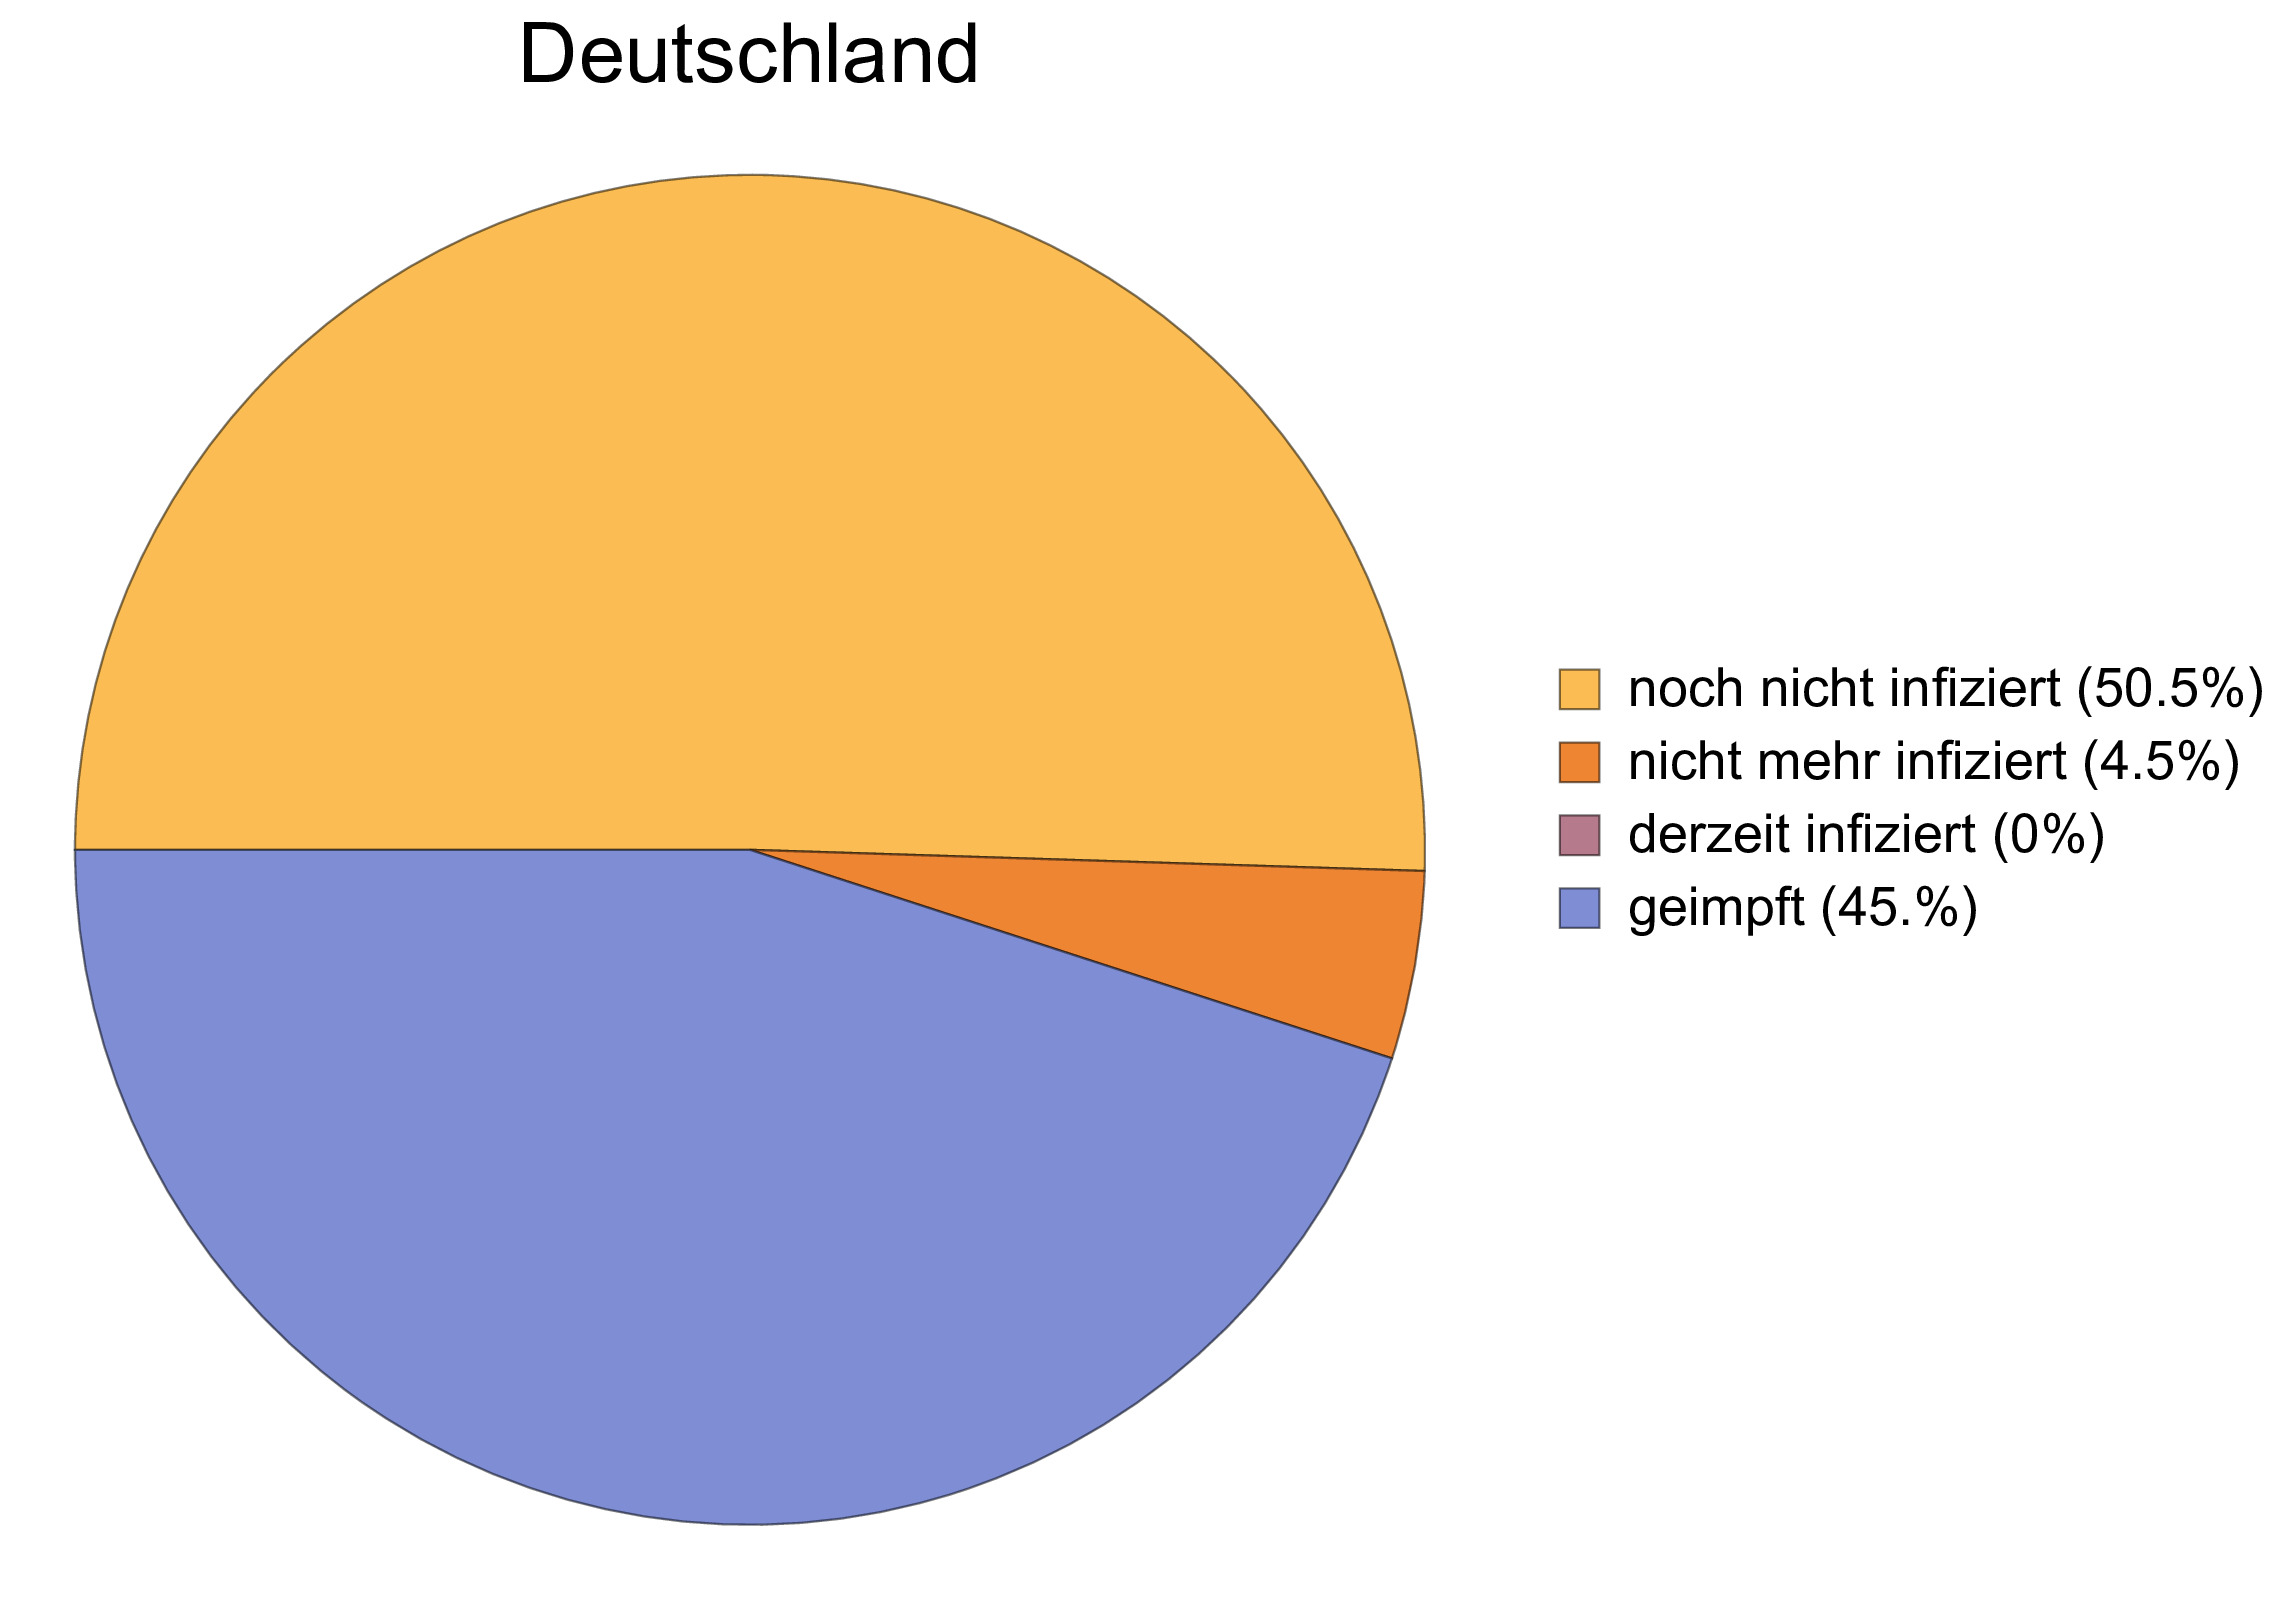 Deutschland
noch nicht infiziert (50.5%)
nicht mehr infiziert (4.5%)
derzeit infiziert (0%)
geimpft (45.%)